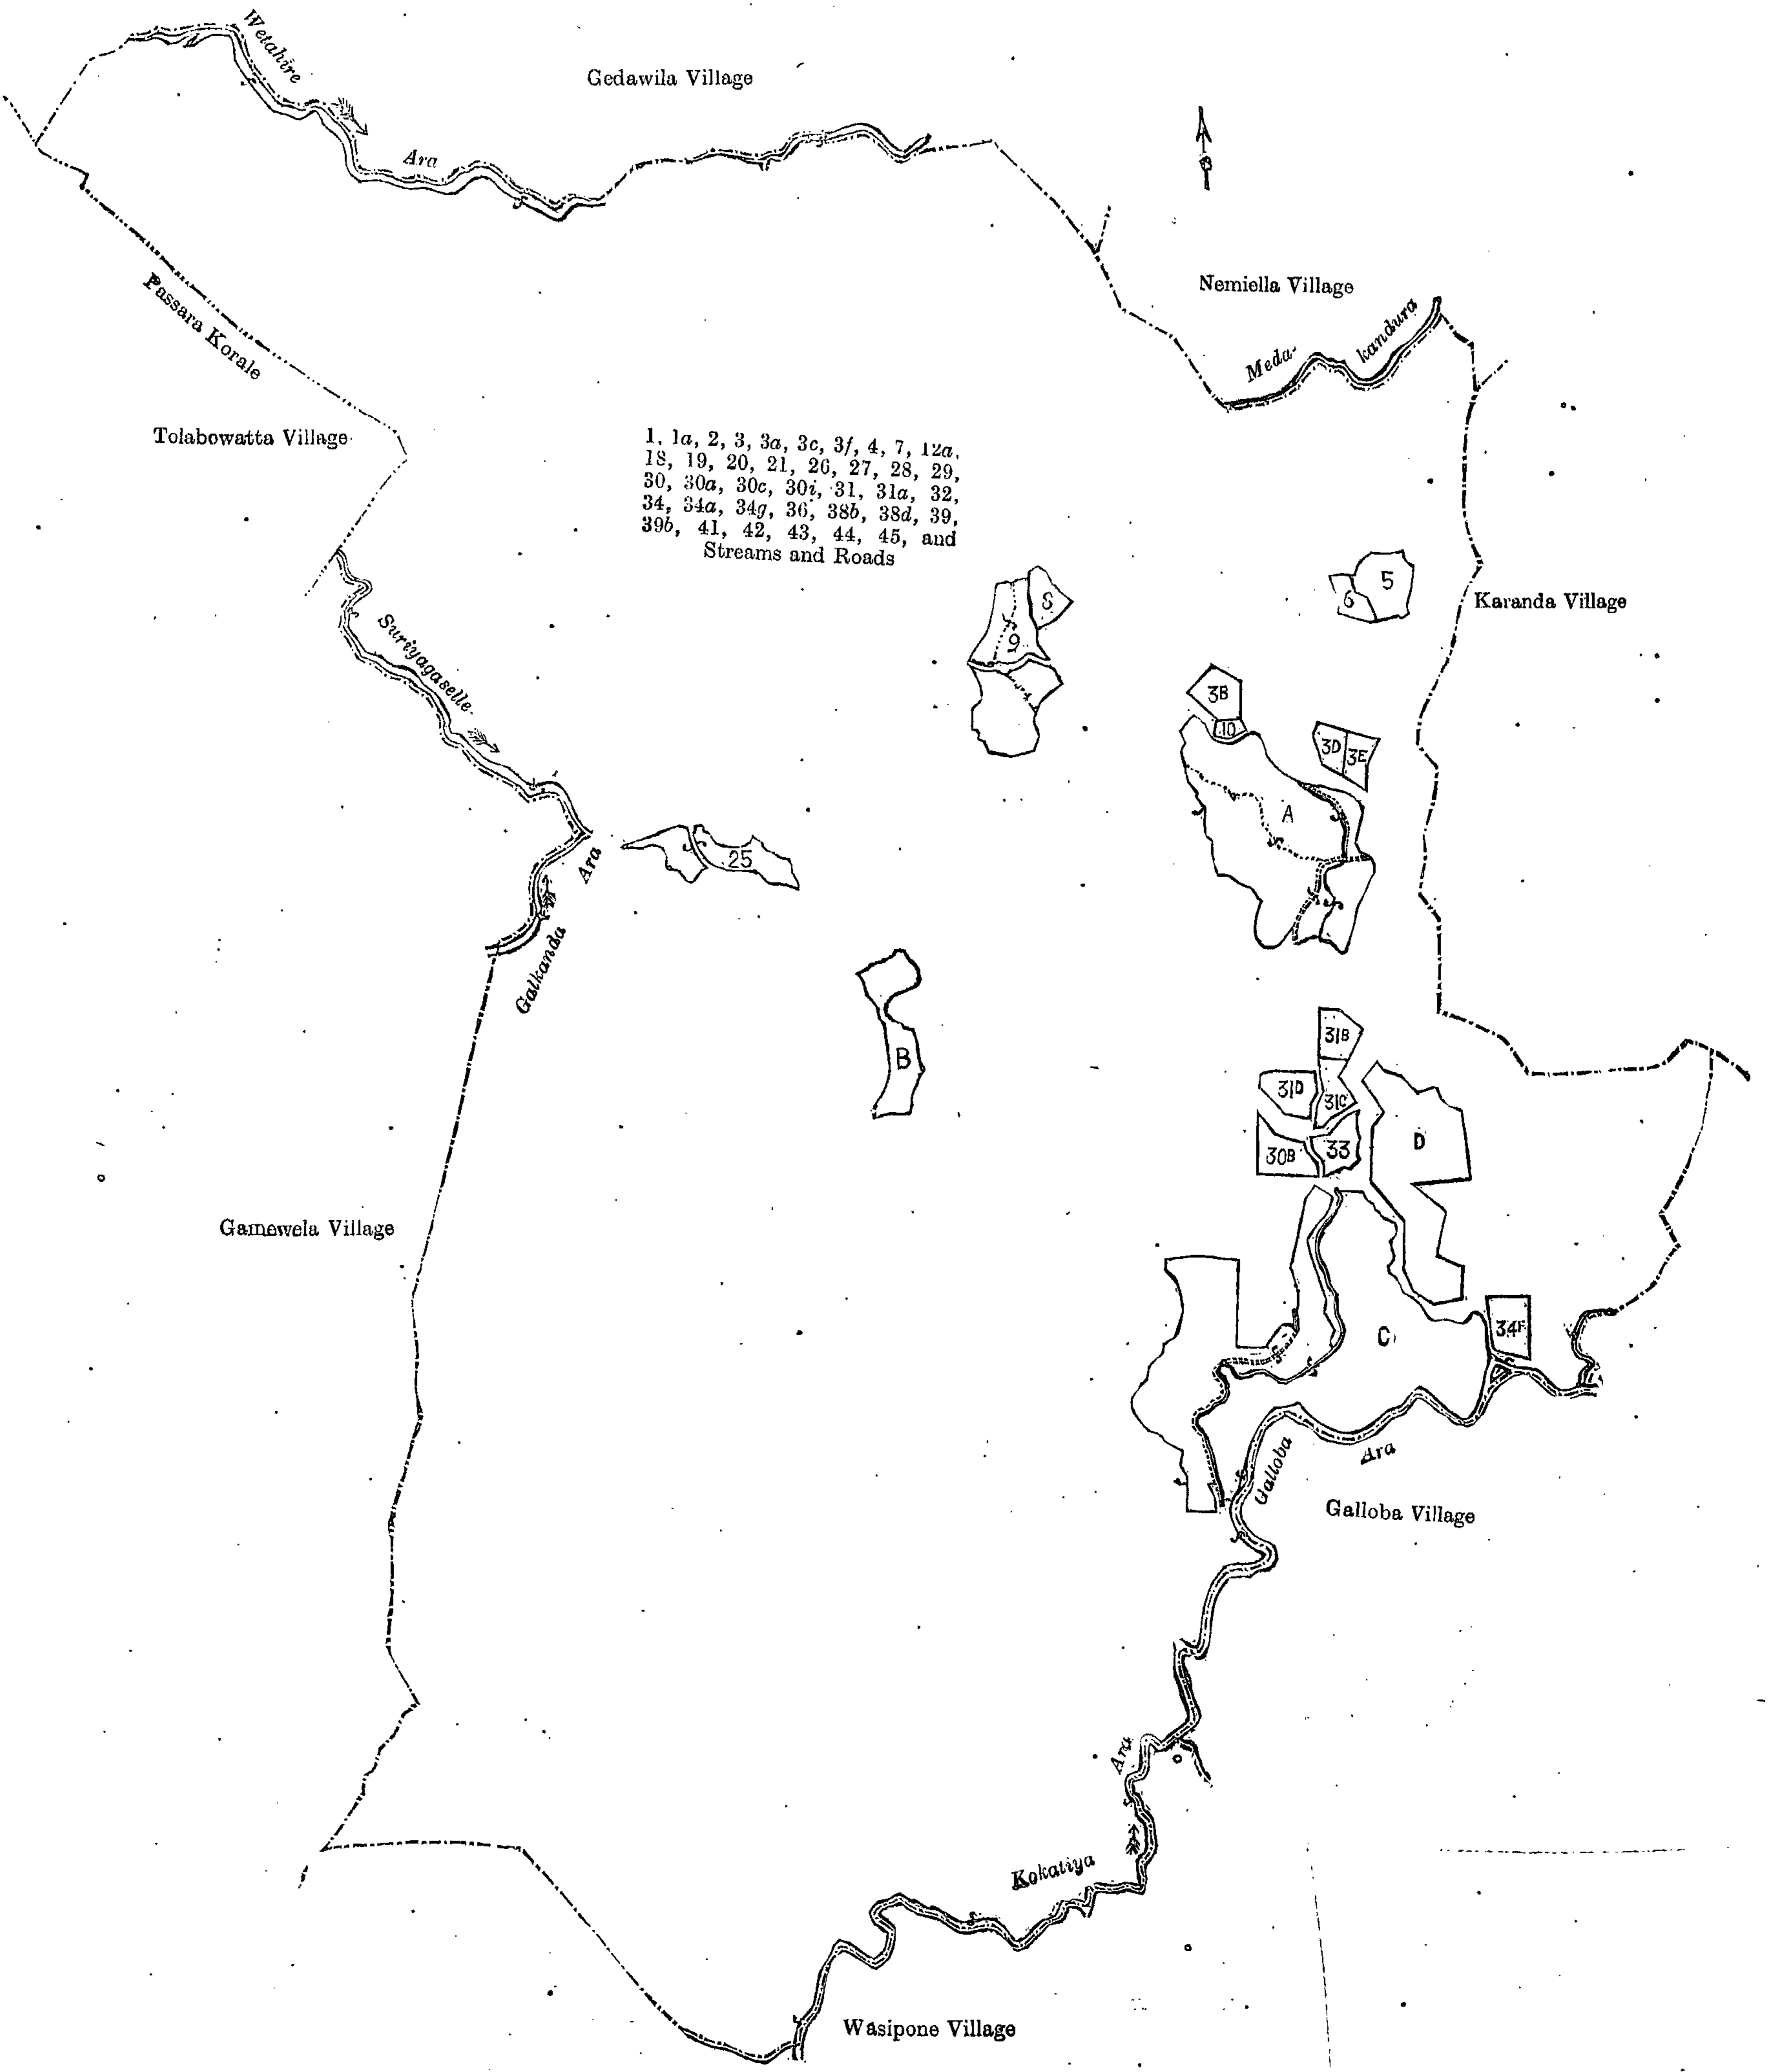 Wetahire
Gedawila Village
Ara
Nemiella Village
Meda-
kandura
Passara Korale
Tolabowatta Village
1, 1a, 2, 3, 3a, 3c, 3f, 4, 7, 12a,
18, 19, 20, 21, 26, 27, 28, 29,
30, 30a, 30c, 30i, 31, 31a, 32,
34, 34a, 34g, 36, 38b, 38d, 39,
39b, 41, 42, 43, 44, 45, and
Streams and Roads
5
6
Karanda Village
8
9
Suriyagaselle
3B
10
3D
3E
A
Ara
25
Galkanda
B
31B
31D
31C
30B
33
D
Gamewela Village
34F
C
Galloba
Ara
Galloba Village
Ara
Kokatiya
Wasipone Village